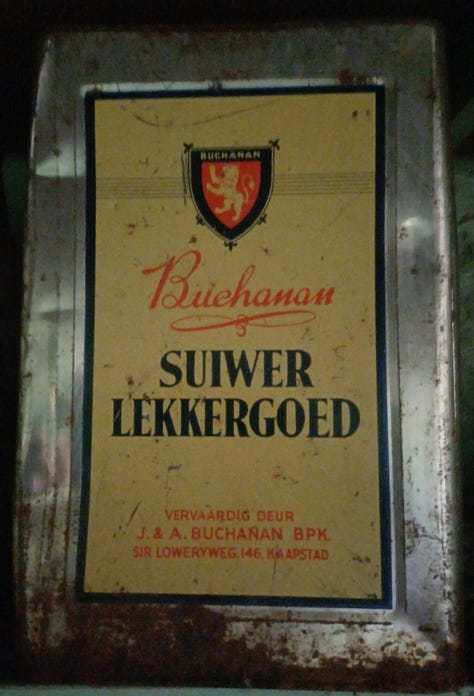 BUCHANAN
Buchanan
SUIWER
LEKKERGOED
VERVAARDIG DEUR
J. & A. BUCHANAN BPK.
SIR LOWERYWEG, 146, KAAPSTAD